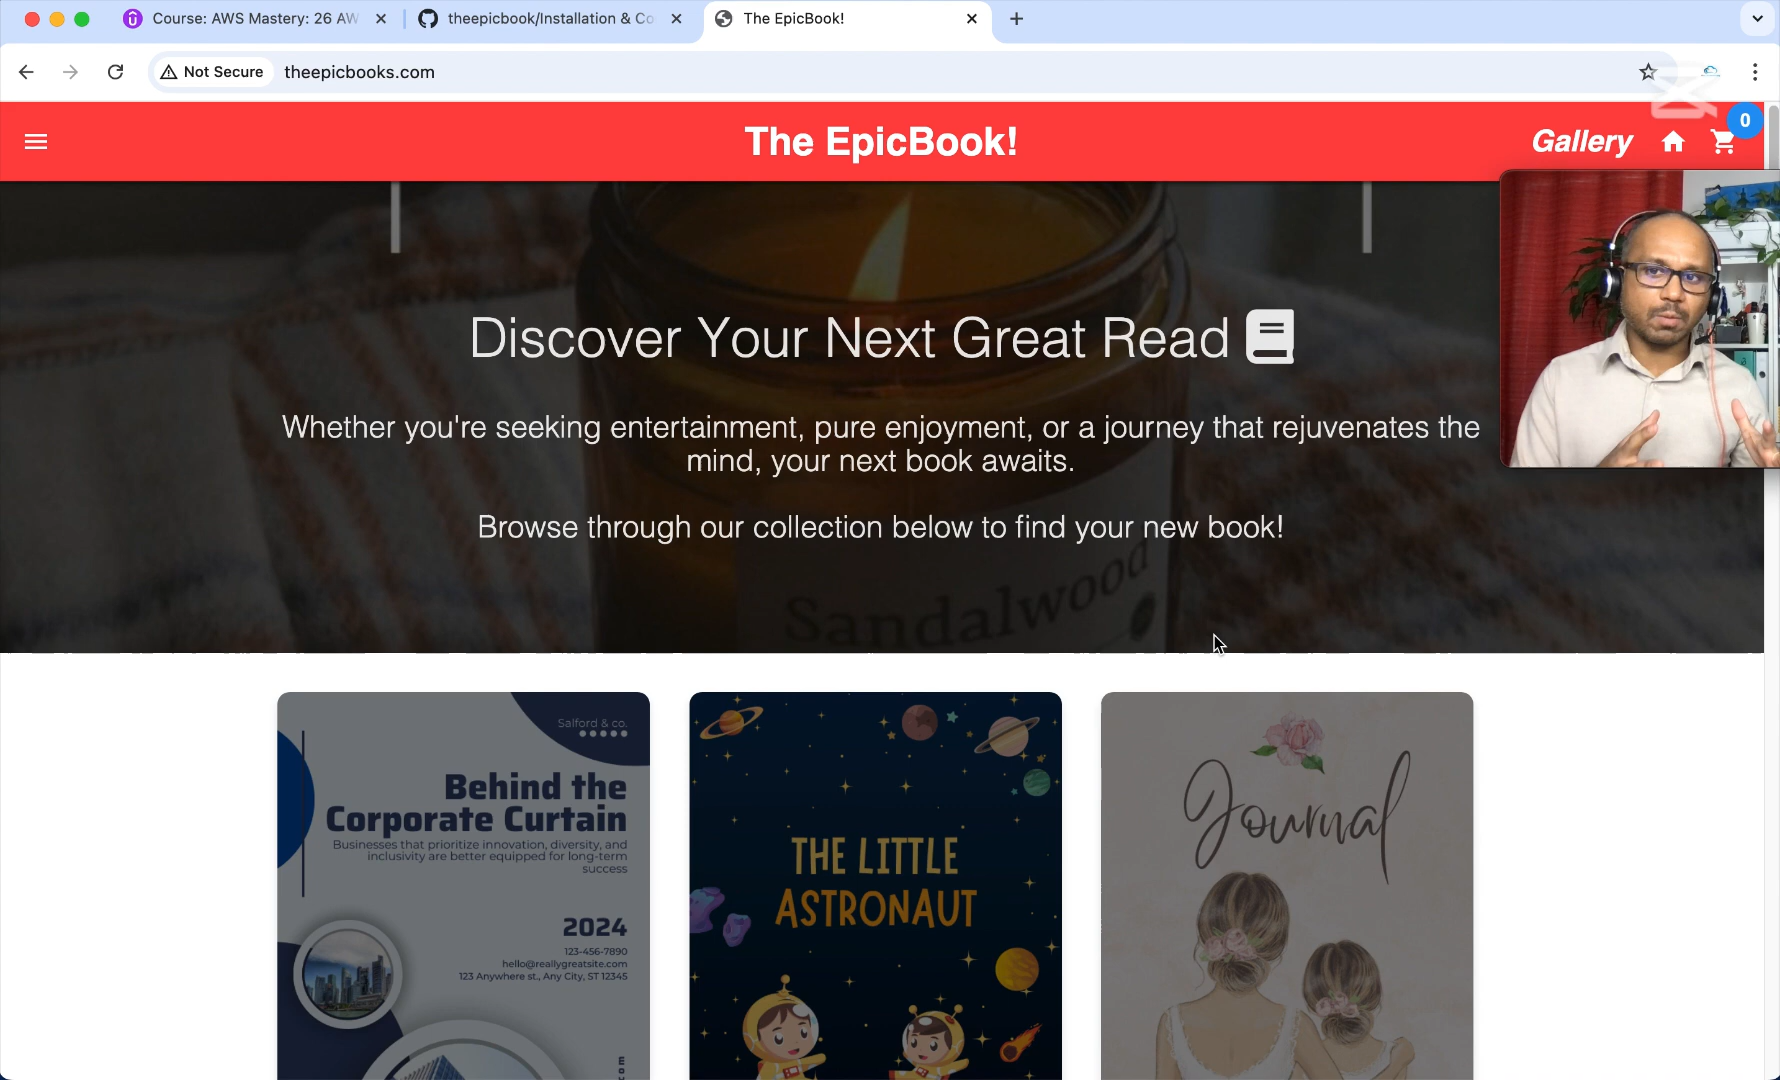 Course: AWS Mastery: 26 AW
theepicbook/Installation & Co
The EpicBook!
Not Secure
theepicbooks.com
The EpicBook!
Gallery
0
Discover Your Next Great Read
Whether you're seeking entertainment, pure enjoyment, or a journey that rejuvenates the
mind, your next book awaits.
Browse through our collection below to find your new book!
Sandalwood
Salford & co.
Behind the
Corporate Curtain
Businesses that prioritize innovation, diversity, and
inclusivity are better equipped for long-term
success
2024
123-456-7890
hello@reallygreatsite.com
123 Anywhere st., Any City, ST 12345
com
THE LITTLE
ASTRONAUT
Journal